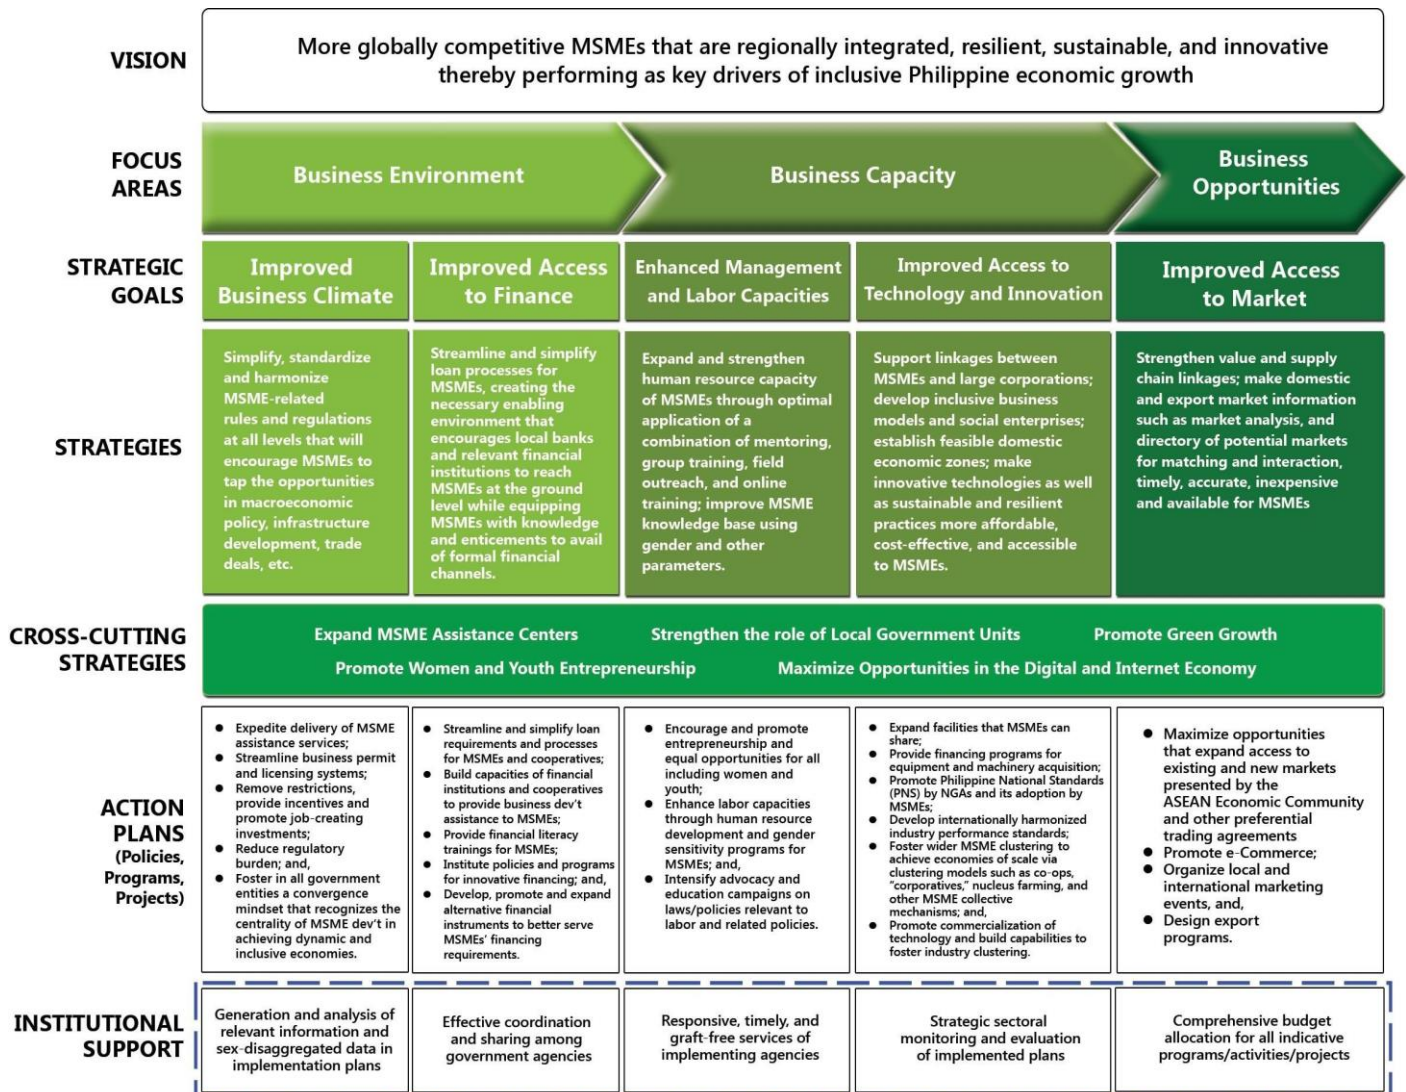 VISION
More globally competitive MSMEs that are regionally integrated, resilient, sustainable, and innovative
thereby performing as key drivers of inclusive Philippine economic growth
FOCUS
AREAS
Business Environment
Business Capacity
Business
Opportunities
STRATEGIC
GOALS
Improved
Business Climate
Improved Access
to Finance
Enhanced Management
and Labor Capacities
Improved Access to
Technology and Innovation
Improved Access
to Market
STRATEGIES
Simplify, standardize
and harmonize
MSME-related
rules and regulations
at all levels that will
encourage MSMEs to
tap the opportunities
in macroeconomic
policy, infrastructure
development, trade
deals, etc.
Streamline and simplify
loan processes for
MSMEs, creating the
necessary enabling
environment that
encourages local banks
and relevant financial
institutions to reach
MSMEs at the ground
level while equipping
MSMEs with knowledge
and enticements to avail
of formal financial
channels.
Expand and strengthen
human resource capacity
of MSMEs through optimal
application of a
combination of mentoring,
group training, field
outreach, and online
training; improve MSME
knowledge base using
gender and other
parameters.
Support linkages between
MSMEs and large corporations;
develop inclusive business
models and social enterprises;
establish feasible domestic
economic zones; make
innovative technologies as well
as sustainable and resilient
practices more affordable,
cost-effective, and accessible
to MSMEs.
Strengthen value and supply
chain linkages; make domestic
and export market information
such as market analysis, and
directory of potential markets
for matching and interaction,
timely, accurate, inexpensive
and available for MSMEs
CROSS-CUTTING
STRATEGIES
Expand MSME Assistance Centers
Strengthen the role of Local Government Units
Promote Green Growth
Promote Women and Youth Entrepreneurship
Maximize Opportunities in the Digital and Internet Economy
ACTION
PLANS
(Policies,
Programs,
Projects)
● Expedite delivery of MSME
assistance services;
● Streamline business permit
and licensing systems;
● Remove restrictions,
provide incentives and
promote job-creating
investments;
● Reduce regulatory
burden; and,
● Foster in all government
entities a convergence
mindset that recognizes the
centrality of MSME dev't in
achieving dynamic and
inclusive economies.
● Streamline and simplify loan
requirements and processes
for MSMEs and cooperatives;
● Build capacities of financial
institutions and cooperatives
to provide business dev't
assistance to MSMEs;
● Provide financial literacy
trainings for MSMEs;
● Institute policies and programs
for innovative financing; and,
● Develop, promote and expand
alternative financial
instruments to better serve
MSMEs' financing
requirements.
● Encourage and promote
entrepreneurship and
equal opportunities for all
including women and
youth;
● Enhance labor capacities
through human resource
development and gender
sensitivity programs for
MSMEs; and,
● Intensify advocacy and
education campaigns on
laws/policies relevant to
labor and related policies.
● Expand facilities that MSMEs can
share;
● Provide financing programs for
equipment and machinery acquisition;
● Promote Philippine National Standards
(PNS) by NGAs and its adoption by
MSMEs;
● Develop internationally harmonized
industry performance standards;
● Foster wider MSME clustering to
achieve economies of scale via
clustering models such as co-ops,
"corporatives," nucleus farming, and
other MSME collective
mechanisms; and,
● Promote commercialization of
technology and build capabilities to
foster industry clustering.
● Maximize opportunities
that expand access to
existing and new markets
presented by the
ASEAN Economic Community
and other preferential
trading agreements
● Promote e-Commerce;
● Organize local and
international marketing
events, and,
● Design export
programs.
INSTITUTIONAL
SUPPORT
Generation and analysis of
relevant information and
sex-disaggregated data in
implementation plans
Effective coordination
and sharing among
government agencies
Responsive, timely, and
graft-free services of
implementing agencies
Strategic sectoral
monitoring and evaluation
of implemented plans
Comprehensive budget
allocation for all indicative
programs/activities/projects